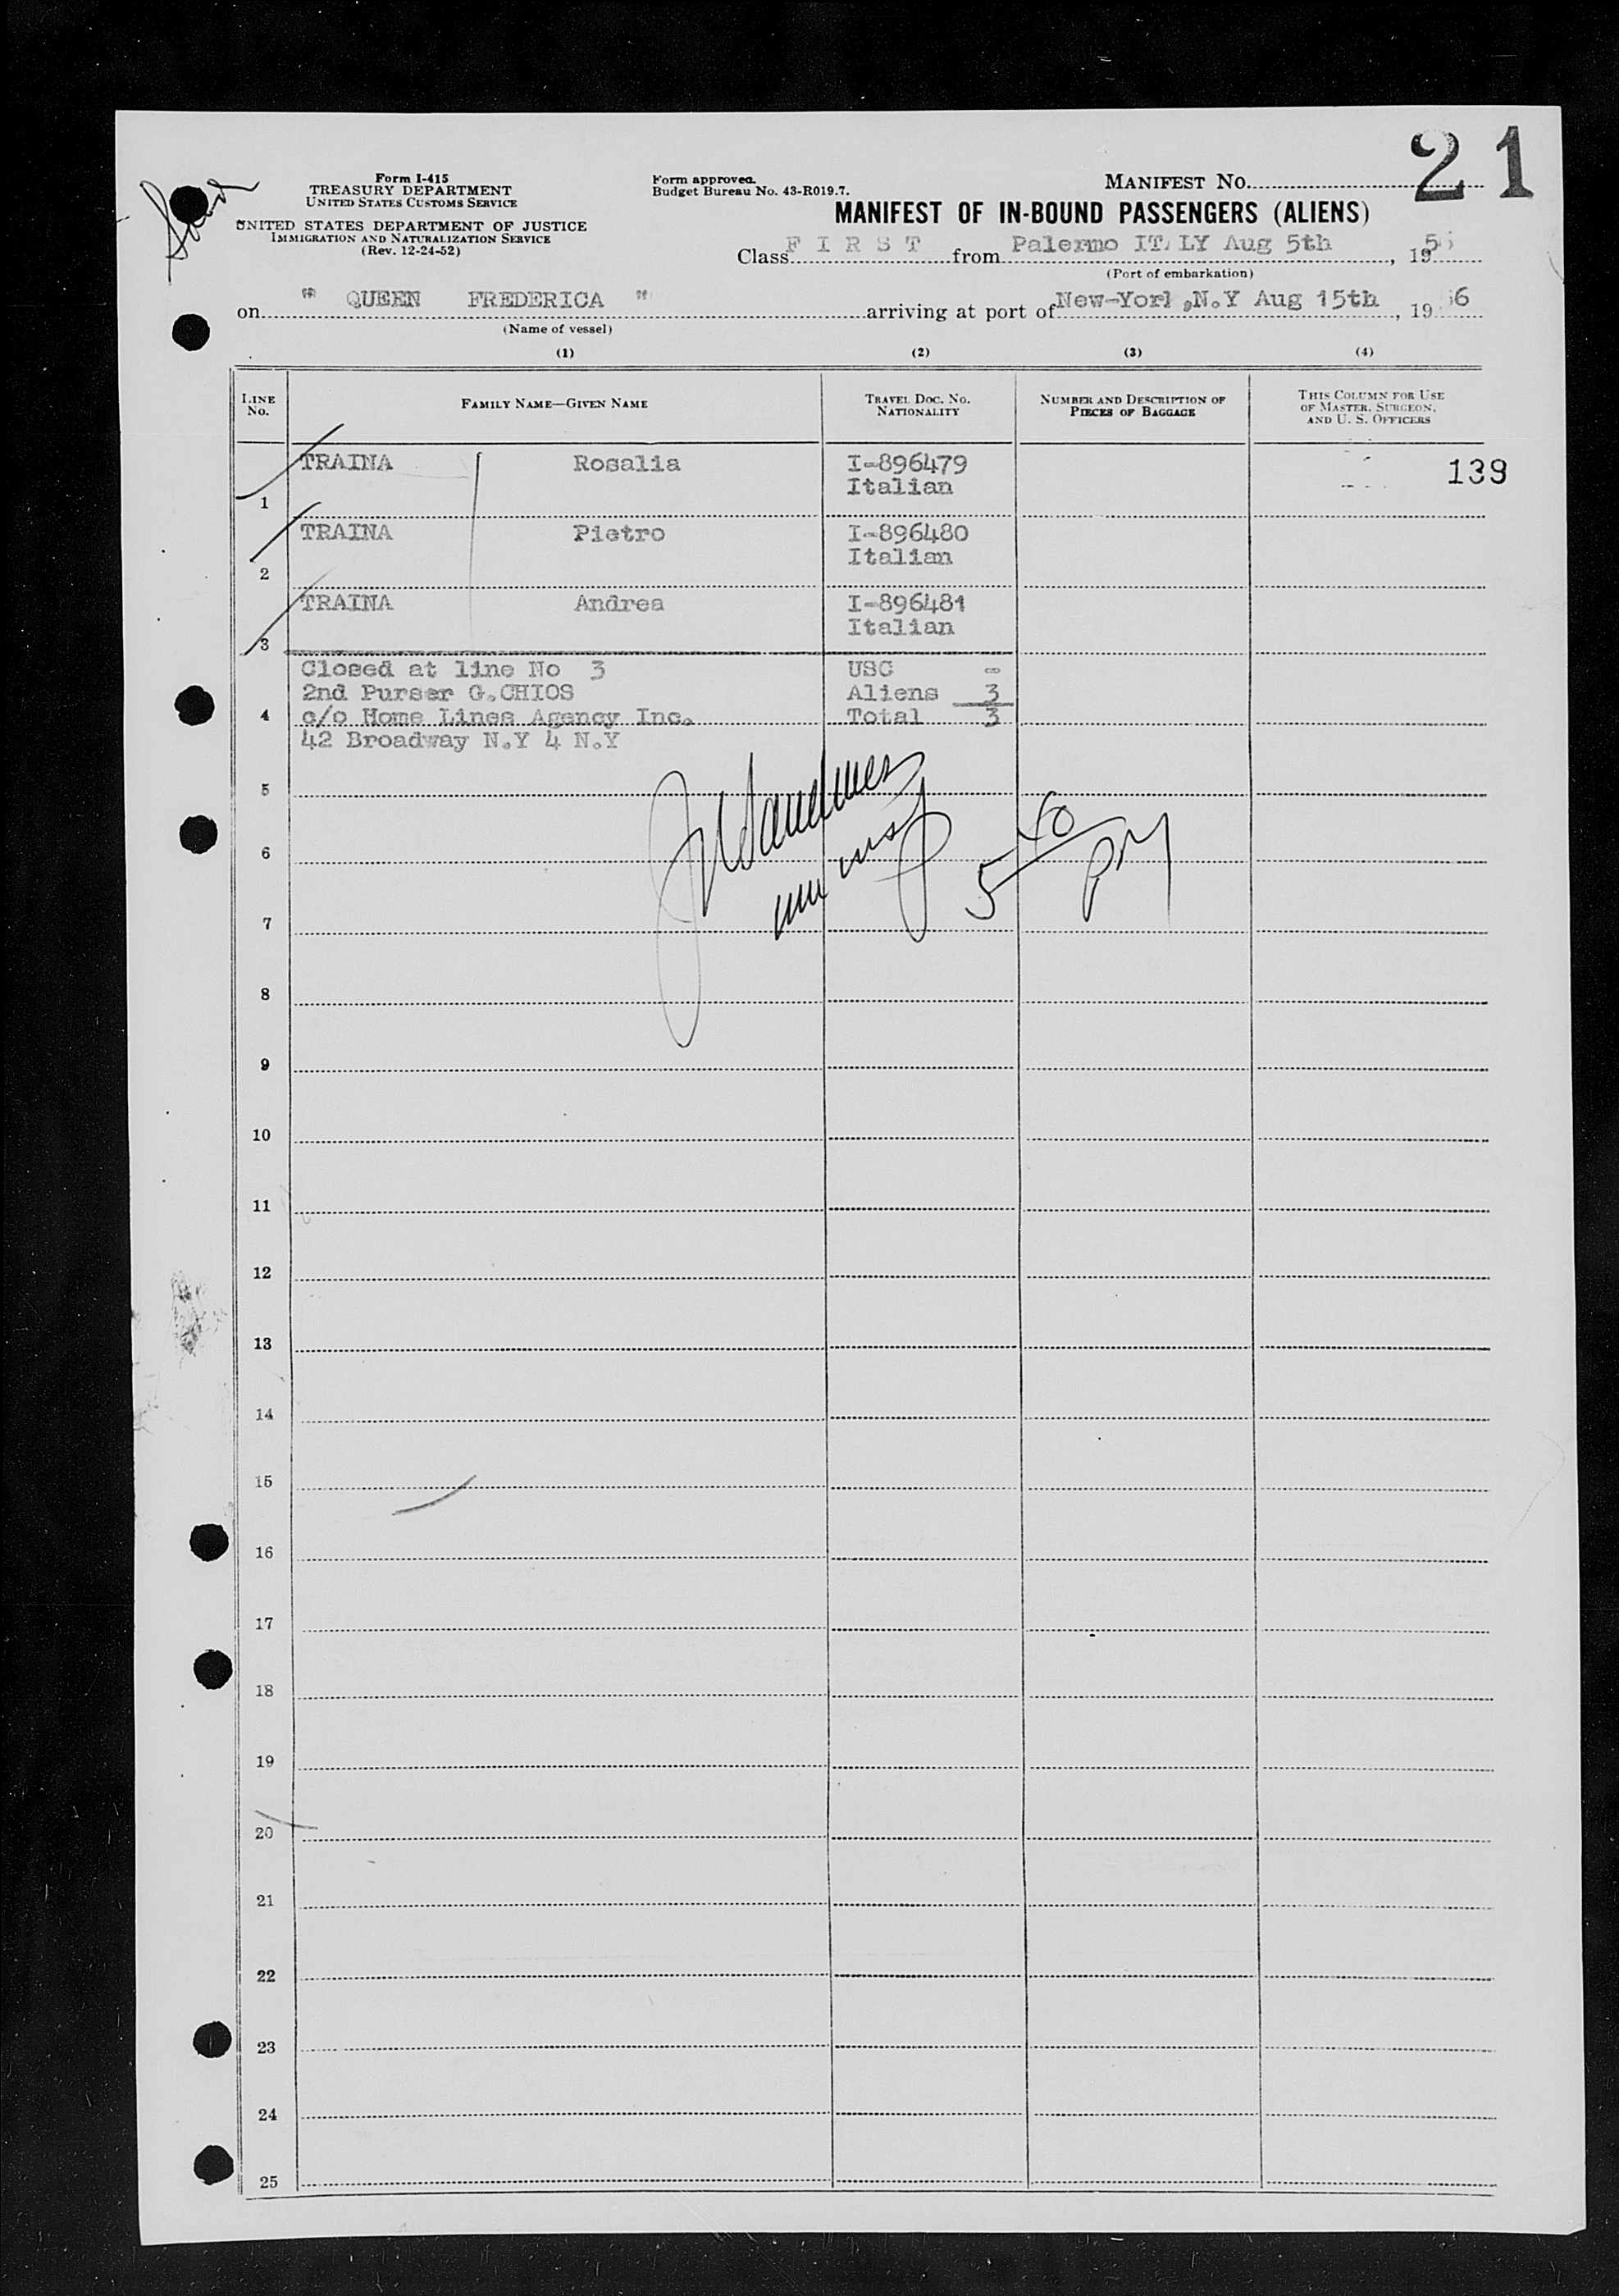 21
Form I-415
TREASURY DEPARTMENT
UNITED STATES CUSTOMS SERVICE
UNITED STATES DEPARTMENT OF JUSTICE
IMMIGRATION AND NATURALIZATION SERVICE
(Rev. 12-24-52)
Form approved.
Budget Bureau No. 43-R019.7.
MANIFEST NO.
MANIFEST OF IN-BOUND PASSENGERS (ALIENS)
Class F I R S T from Palermo IT LY Aug 5th, 195
(Port of embarkation)
on " QUEEN FREDERICA " arriving at port of New-Yor ,N.Y Aug 15th, 19 6
(Name of vessel)
(1) (2) (3) (4)
LINE NO.
FAMILY NAME—GIVEN NAME
TRAVEL DOC. NO.
NATIONALITY
NUMBER AND DESCRIPTION OF
PIECES OF BAGGAGE
THIS COLUMN FOR USE
OF MASTER, SURGEON,
AND U. S. OFFICERS
TRAINA Rosalia I-896479 139
Italian
1
TRAINA Pietro I-896480
Italian
2
TRAINA Andrea I-896481
Italian
3
Closed at line No 3 USC -
2nd Purser G.CHIOS Aliens 3
4 c/o Home Lines Agency Inc. Total 3
42 Broadway N.Y 4 N.Y
5
5 40 PM
6
7
8
9
10
11
12
13
14
15
16
17
18
19
20
21
22
23
24
25